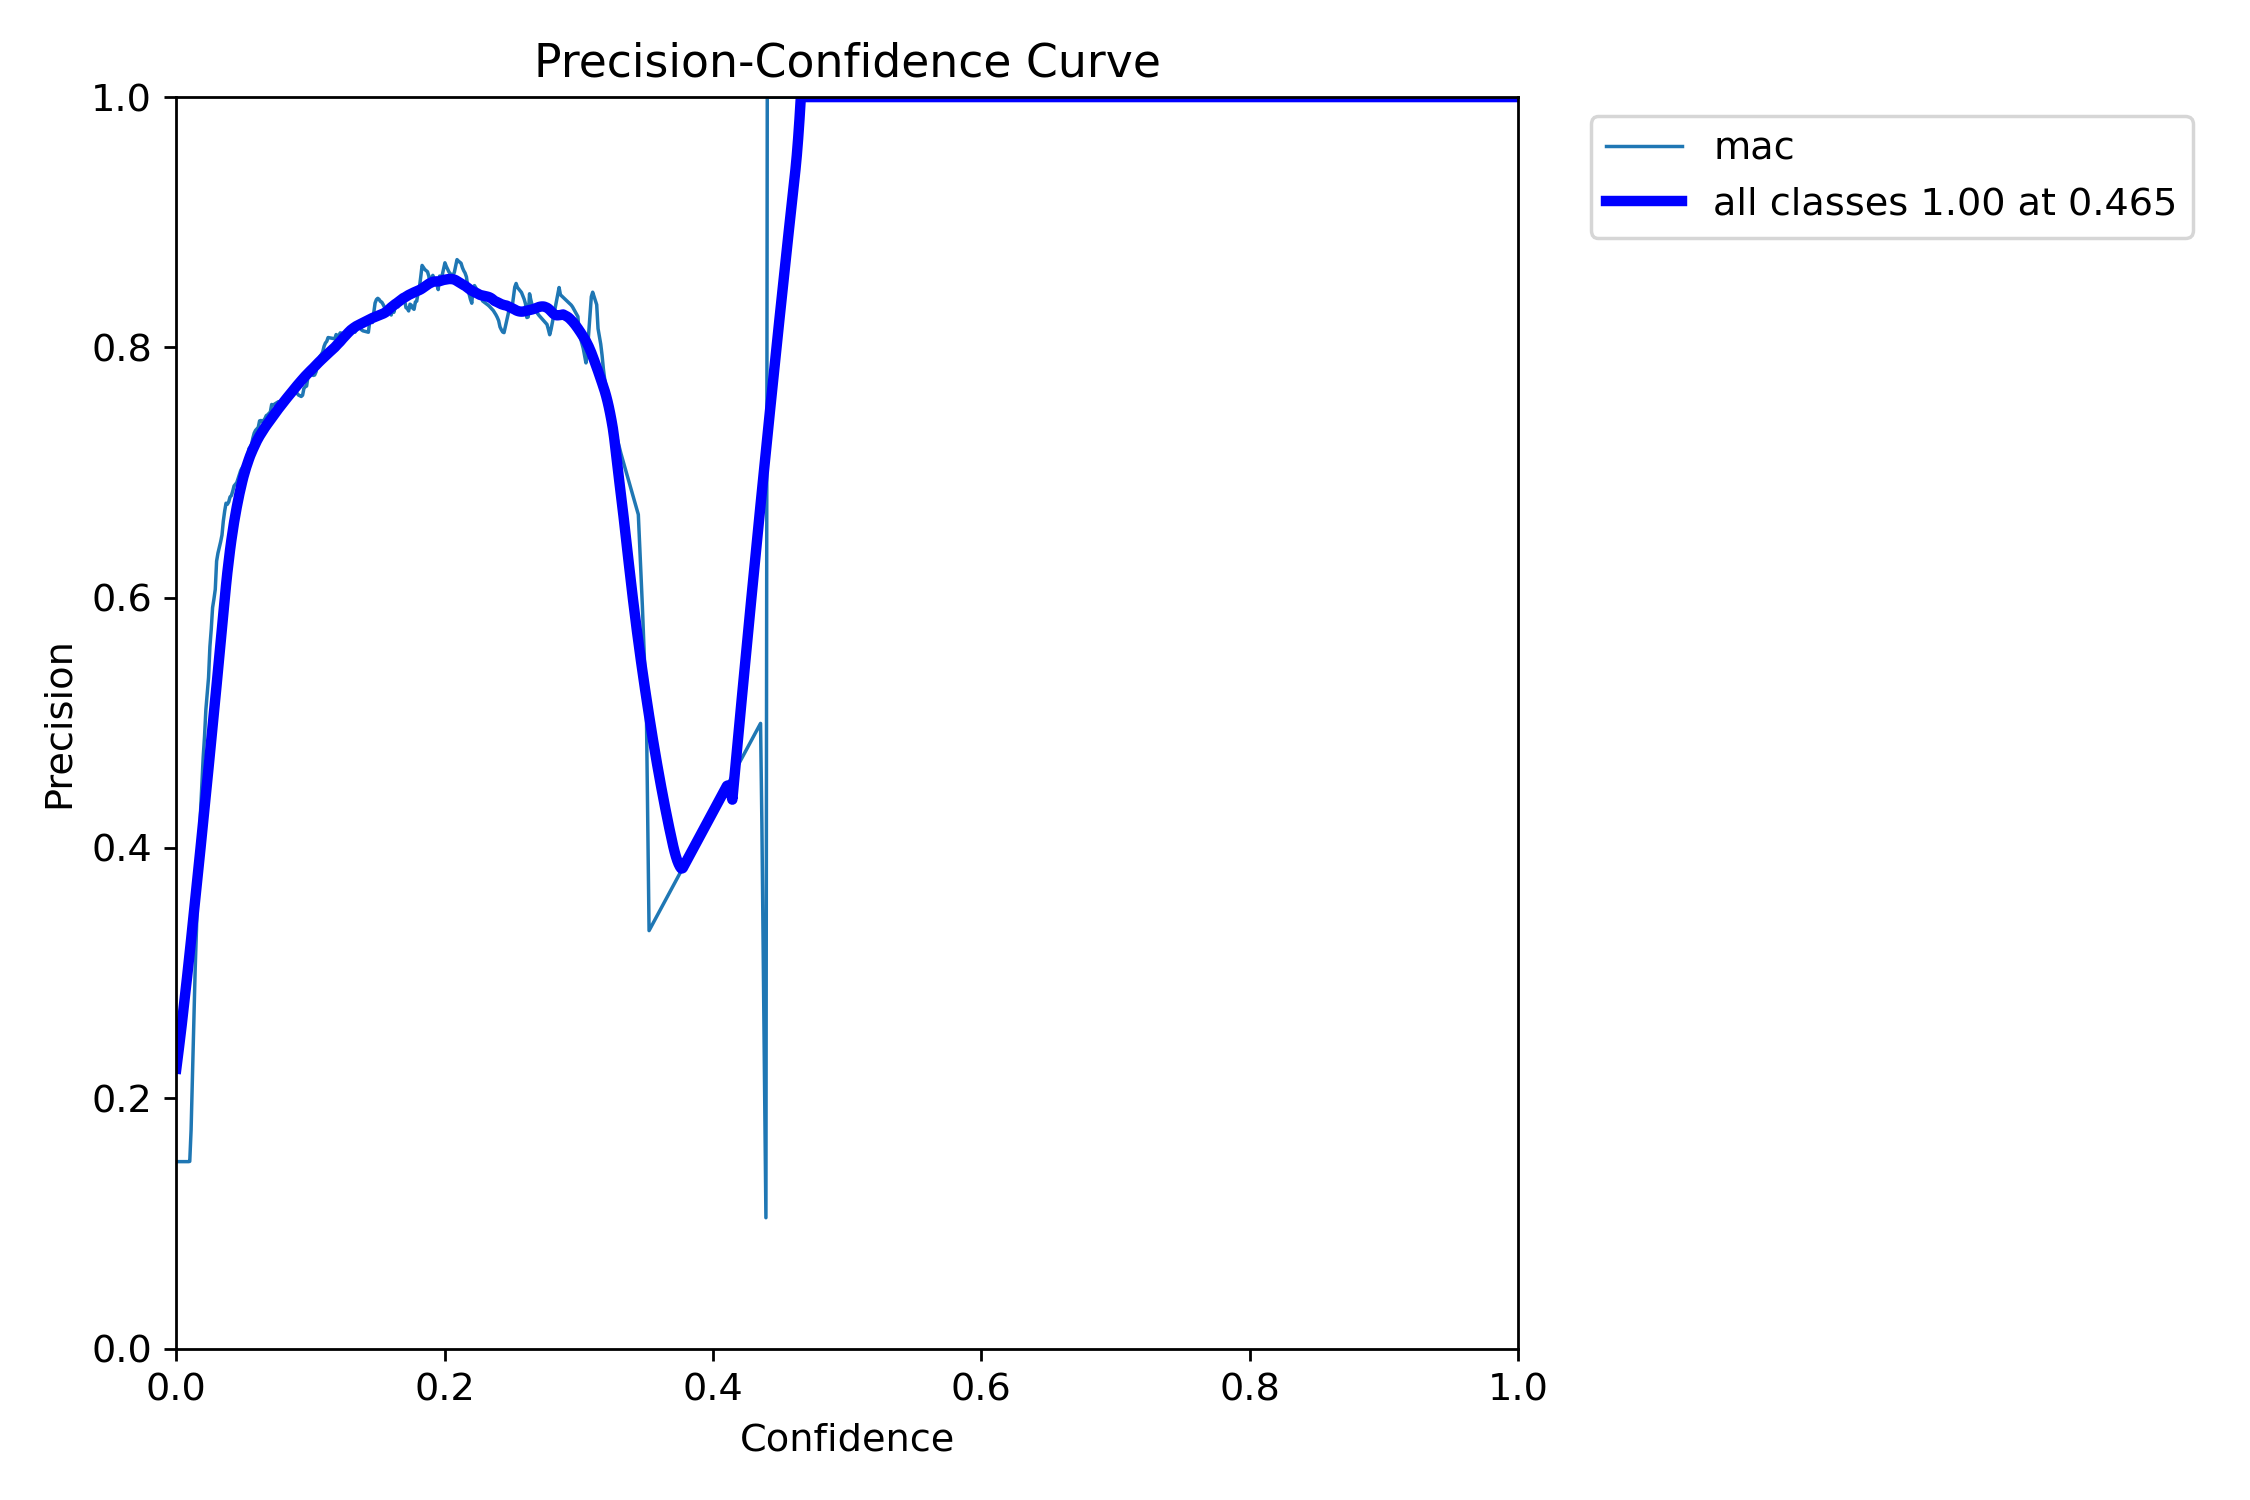 Precision-Confidence Curve
1.0
0.8
0.6
0.4
0.2
0.0
Precision
0.0 0.2 0.4 0.6 0.8 1.0
Confidence
mac
all classes 1.00 at 0.465